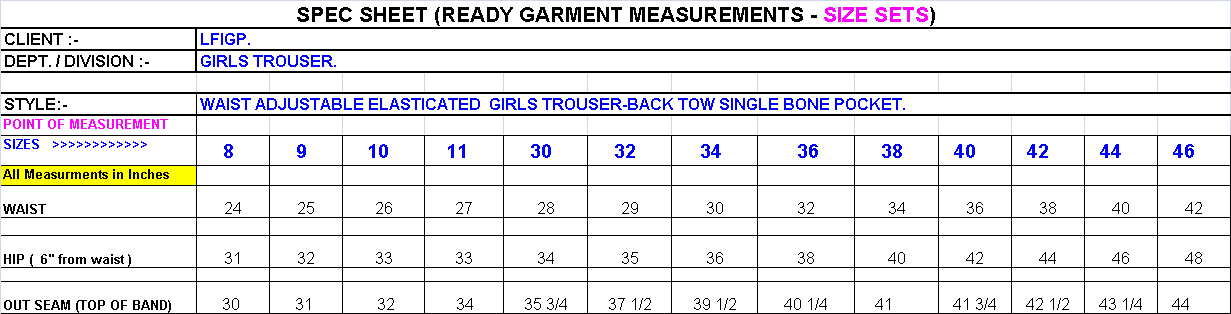 SPEC SHEET (READY GARMENT MEASUREMENTS - SIZE SETS)
CLIENT :- LFIGP.
DEPT. / DIVISION :- GIRLS TROUSER.
STYLE:- WAIST ADJUSTABLE ELASTICATED GIRLS TROUSER-BACK TOW SINGLE BONE POCKET.
POINT OF MEASUREMENT
SIZES >>>>>>>>>>>> 8 9 10 11 30 32 34 36 38 40 42 44 46
All Measurments in Inches
WAIST 24 25 26 27 28 29 30 32 34 36 38 40 42
HIP ( 6" from waist ) 31 32 33 33 34 35 36 38 40 42 44 46 48
OUT SEAM (TOP OF BAND) 30 31 32 34 35 3/4 37 1/2 39 1/2 40 1/4 41 41 3/4 42 1/2 43 1/4 44